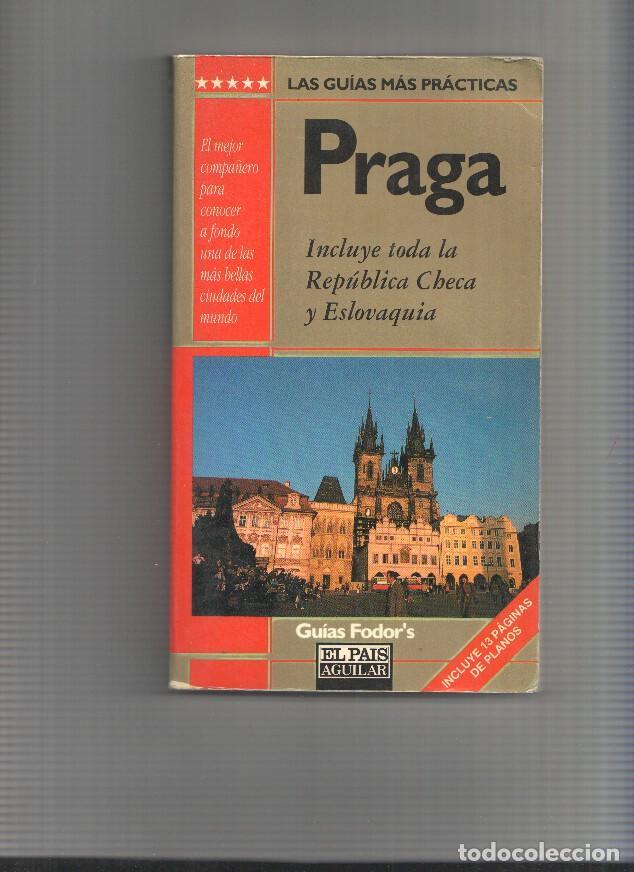 ★★★★★ LAS GUÍAS MÁS PRÁCTICAS
El mejor
compañero
para
conocer
a fondo
una de las
más bellas
ciudades del
mundo
Praga
Incluye toda la
República Checa
y Eslovaquia
Guías Fodor's
EL PAIS
AGUILAR
INCLUYE 13 PÁGINAS
DE PLANOS
todocoleccion